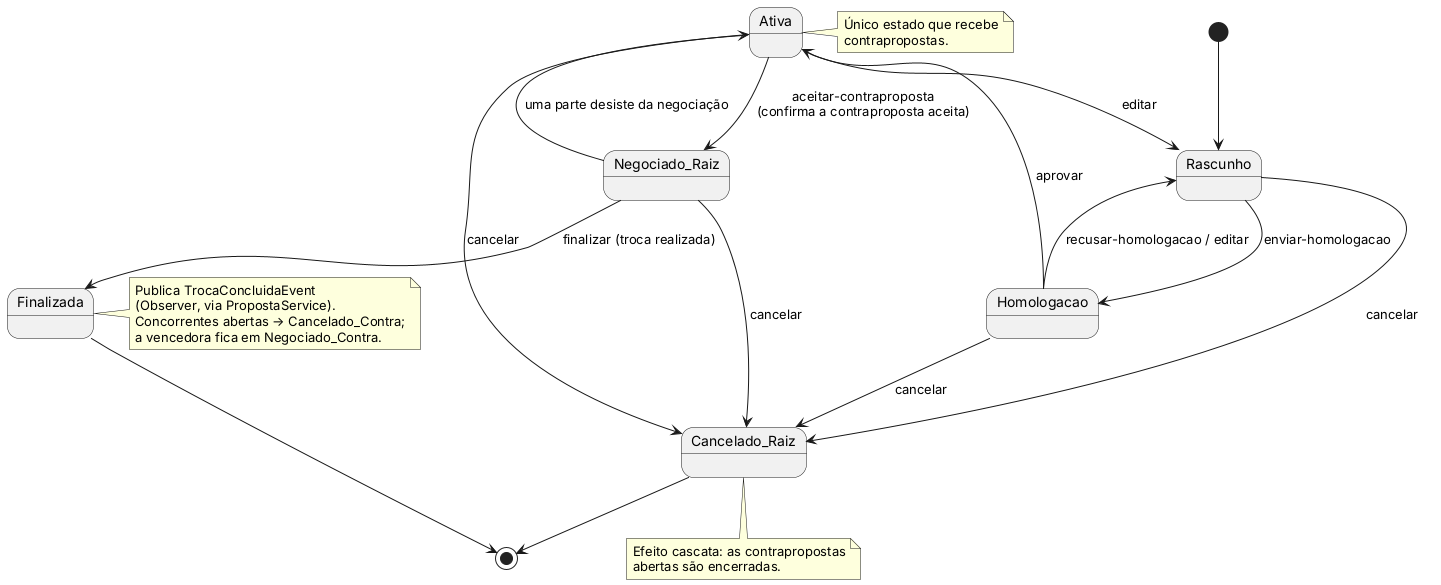 Ativa
Único estado que recebe
contrapropostas.
uma parte desiste da negociação
aceitar-contraproposta
(confirma a contraproposta aceita)
editar
Negociado_Raiz
Rascunho
aprovar
cancelar
finalizar (troca realizada)
recusar-homologacao / editar
enviar-homologacao
Finalizada
Publica TrocaConcluidaEvent
(Observer, via PropostaService).
Concorrentes abertas → Cancelado_Contra;
a vencedora fica em Negociado_Contra.
Homologacao
cancelar
cancelar
cancelar
Cancelado_Raiz
Efeito cascata: as contrapropostas
abertas são encerradas.